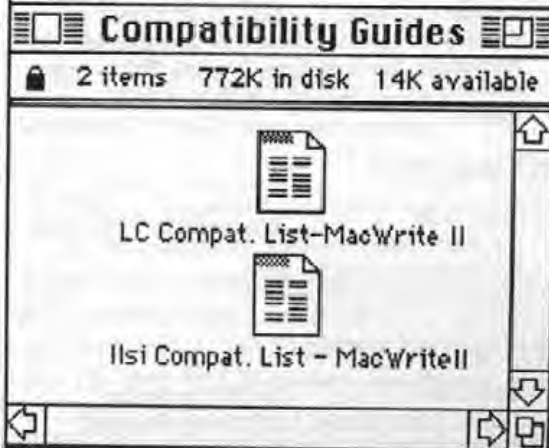 Compatibility Guides
2 items 772K in disk 14K available
LC Compat. List-MacWrite II
IIsi Compat. List - MacWriteII